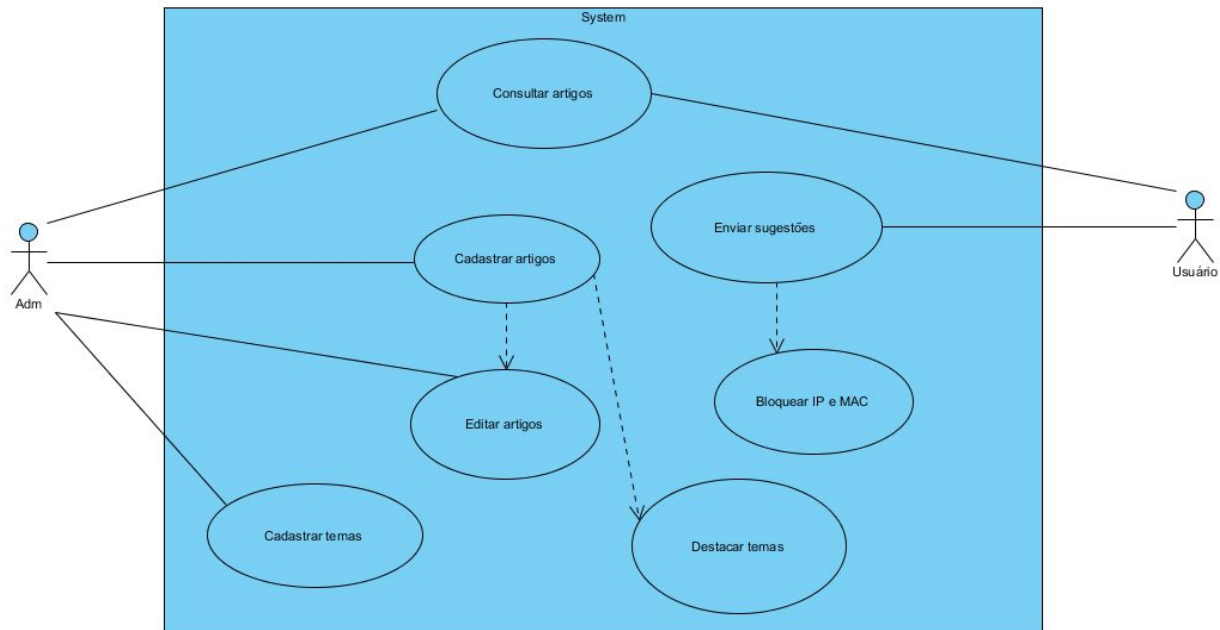 System
Consultar artigos
Enviar sugestões
Cadastrar artigos
Usuário
Adm
Bloquear IP e MAC
Editar artigos
Cadastrar temas
Destacar temas